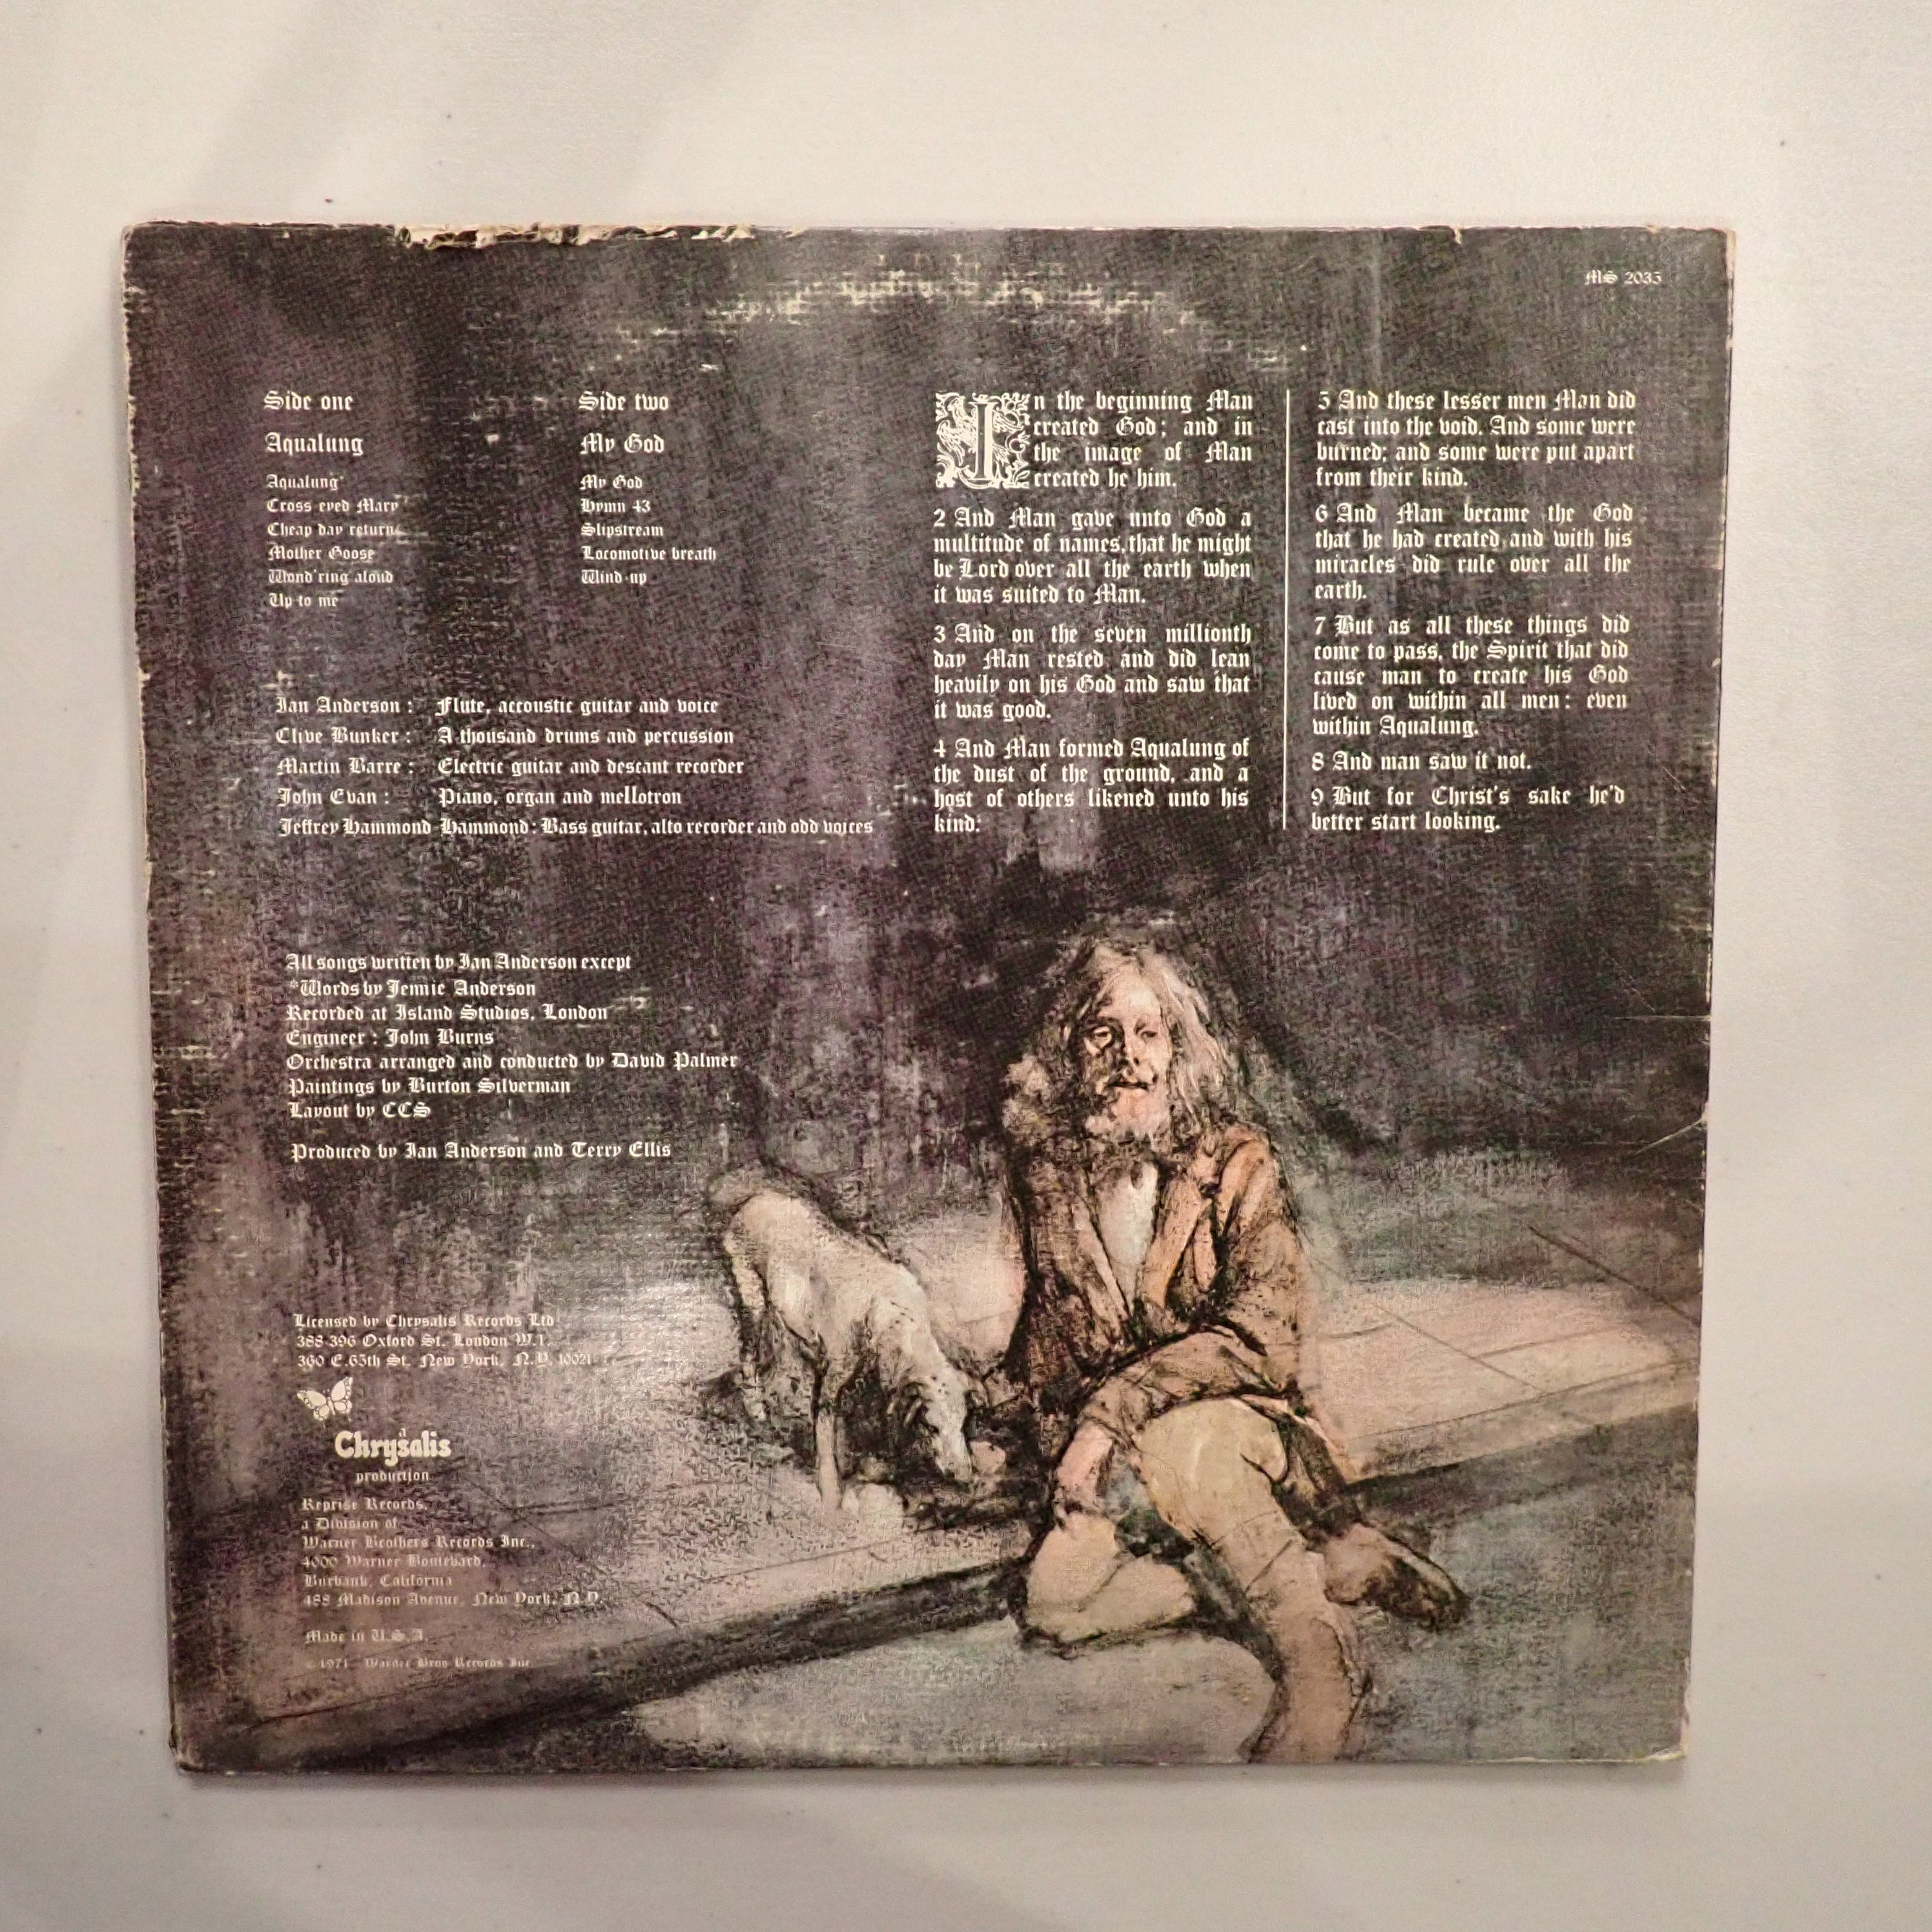 MS 2035
Side one
Aqualung
Aqualung*
Cross-eyed Mary
Cheap day return
Mother Goose
Wond'ring aloud
Up to me
Side two
My God
My God
Hymn 43
Slipstream
Locomotive breath
Wind-up
Ian Anderson : Flute, accoustic guitar and voice
Clive Bunker : A thousand drums and percussion
Martin Barre : Electric guitar and descant recorder
John Evan : Piano, organ and mellotron
Jeffrey Hammond-Hammond : Bass guitar, alto recorder and odd voices
All songs written by Ian Anderson except
*Words by Jennie Anderson
Recorded at Island Studios, London
Engineer : John Burns
Orchestra arranged and conducted by David Palmer
Paintings by Burton Silverman
Layout by CCS
Produced by Ian Anderson and Terry Ellis
Licensed by Chrysalis Records Ltd
388-396 Oxford St. London W.1.
360 E.65th St. New York, N.Y. 10021
a
Chrysalis
production
Reprise Records,
a Division of
Warner Brothers Records Inc.,
4000 Warner Boulevard,
Burbank, California
488 Madison Avenue, New York, N.Y.
Made in U.S.A.
© 1971 Warner Bros Records Inc.
In the beginning Man
created God; and in
the image of Man
created he him.
2 And Man gave unto God a
multitude of names, that he might
be Lord over all the earth when
it was suited to Man.
3 And on the seven millionth
day Man rested and did lean
heavily on his God and saw that
it was good.
4 And Man formed Aqualung of
the dust of the ground, and a
host of others likened unto his
kind.
5 And these lesser men Man did
cast into the void. And some were
burned; and some were put apart
from their kind.
6 And Man became the God
that he had created and with his
miracles did rule over all the
earth.
7 But as all these things did
come to pass, the Spirit that did
cause man to create his God
lived on within all men: even
within Aqualung.
8 And man saw it not.
9 But for Christ's sake he'd
better start looking.